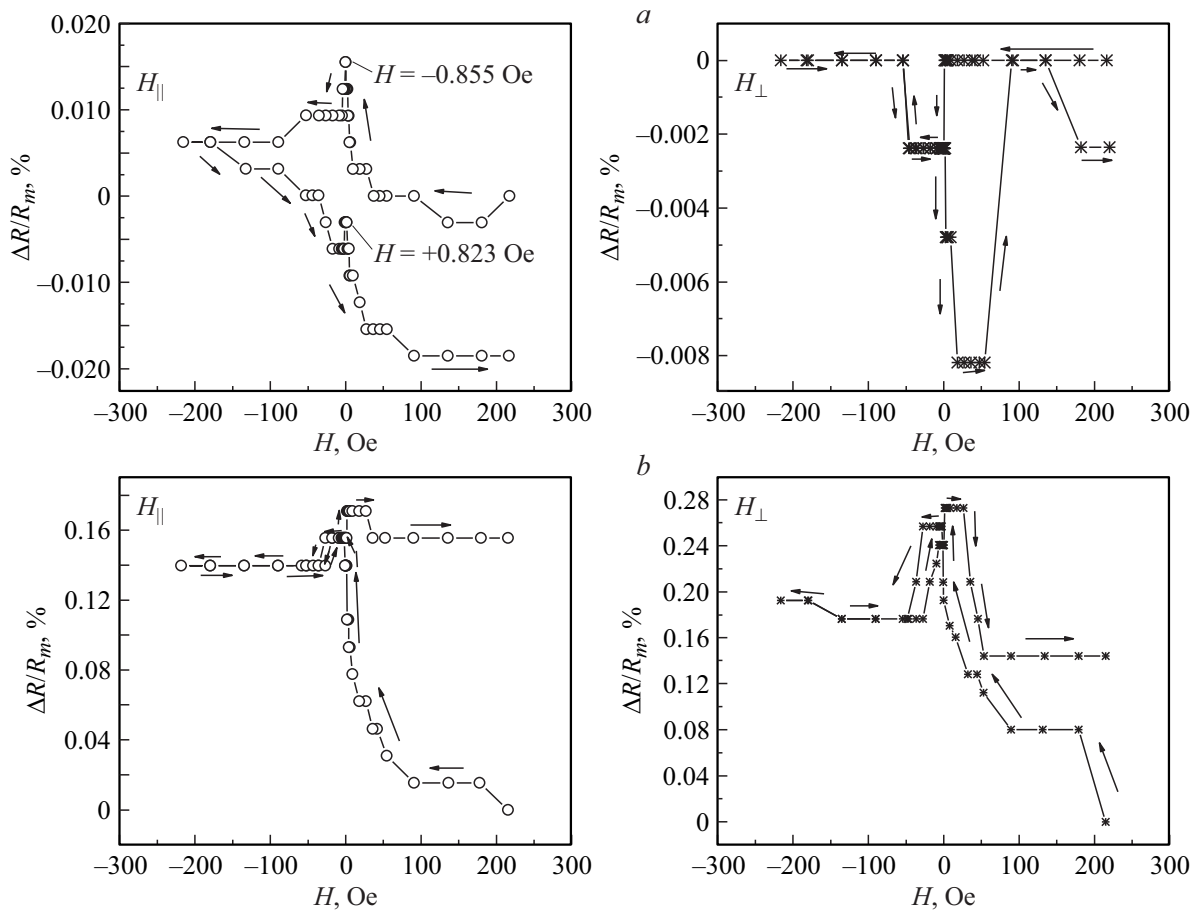 a
0.020
0.010
0
–0.010
–0.020
H||
H = –0.855 Oe
H = +0.823 Oe
ΔR/Rm, %
–300 –200 –100 0 100 200 300
H, Oe
0
–0.002
–0.004
–0.006
–0.008
H⊥
ΔR/Rm, %
–300 –200 –100 0 100 200 300
H, Oe
b
0.16
0.12
0.08
0.04
0
H||
ΔR/Rm, %
–300 –200 –100 0 100 200 300
H, Oe
0.28
0.24
0.20
0.16
0.12
0.08
0.04
0
H⊥
ΔR/Rm, %
–300 –200 –100 0 100 200 300
H, Oe